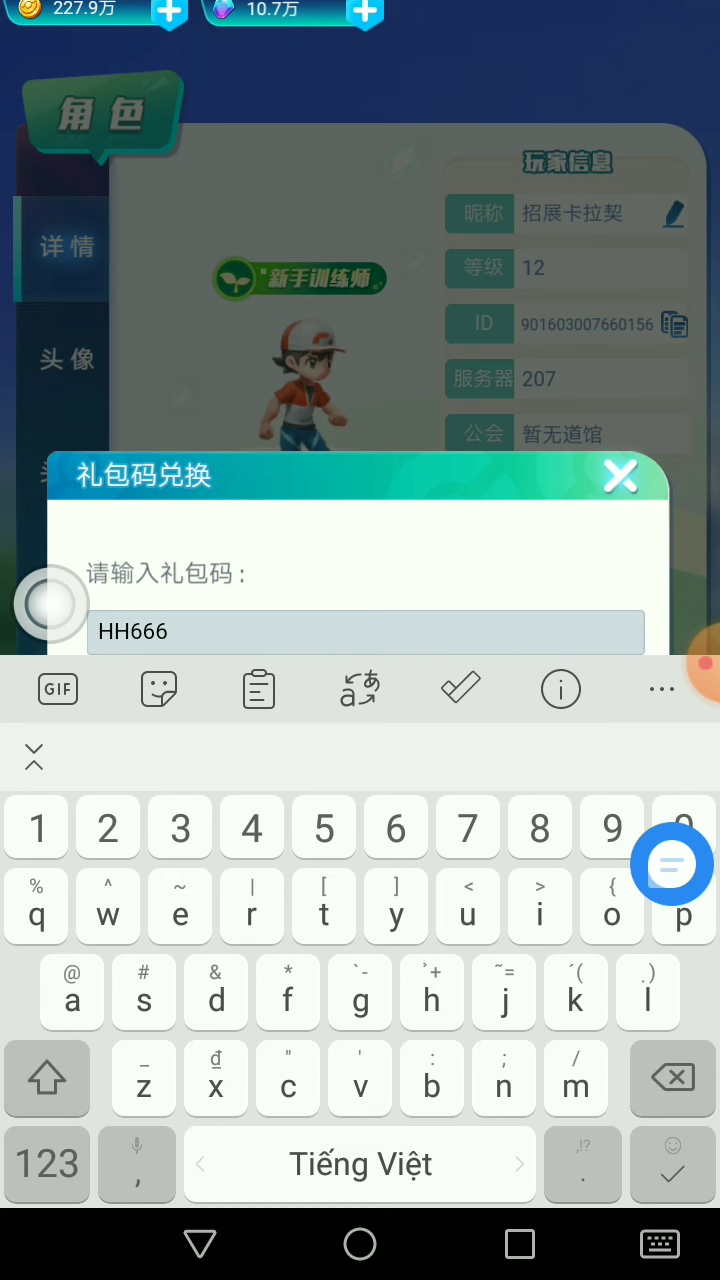 227.9万
10.7万
角色
玩家信息
详情
昵称 招展卡拉契
新手训练师
等级 12
ID 901603007660156
头像
服务器 207
公会 暂无道馆
礼包码兑换
请输入礼包码:
HH666
GIF
1 2 3 4 5 6 7 8 9
% ^ ~ | [ ] < > {
q w e r t y u i o p
@ # & * `- ̉+ ~= ´( .)
a s d f g h j k l
_ ₫ " ' : ; /
z x c v b n m
,!?
123 , Tiếng Việt .